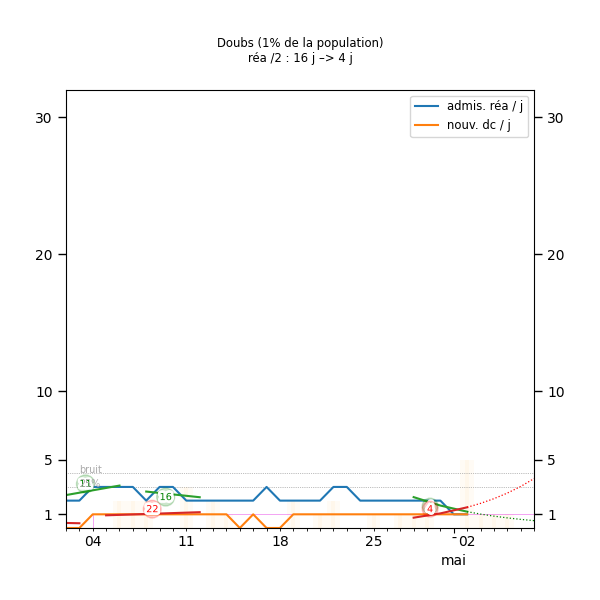 Doubs (1% de la population)
réa /2 : 16 j –> 4 j
admis. réa / j
nouv. dc / j
30 30
20 20
10 10
5 5
bruit
11
16
22
4
1 1
04 11 18 25 02
mai